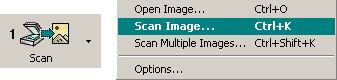 1
Scan
Open Image... Ctrl+O
Scan Image... Ctrl+K
Scan Multiple Images... Ctrl+Shift+K
Options...